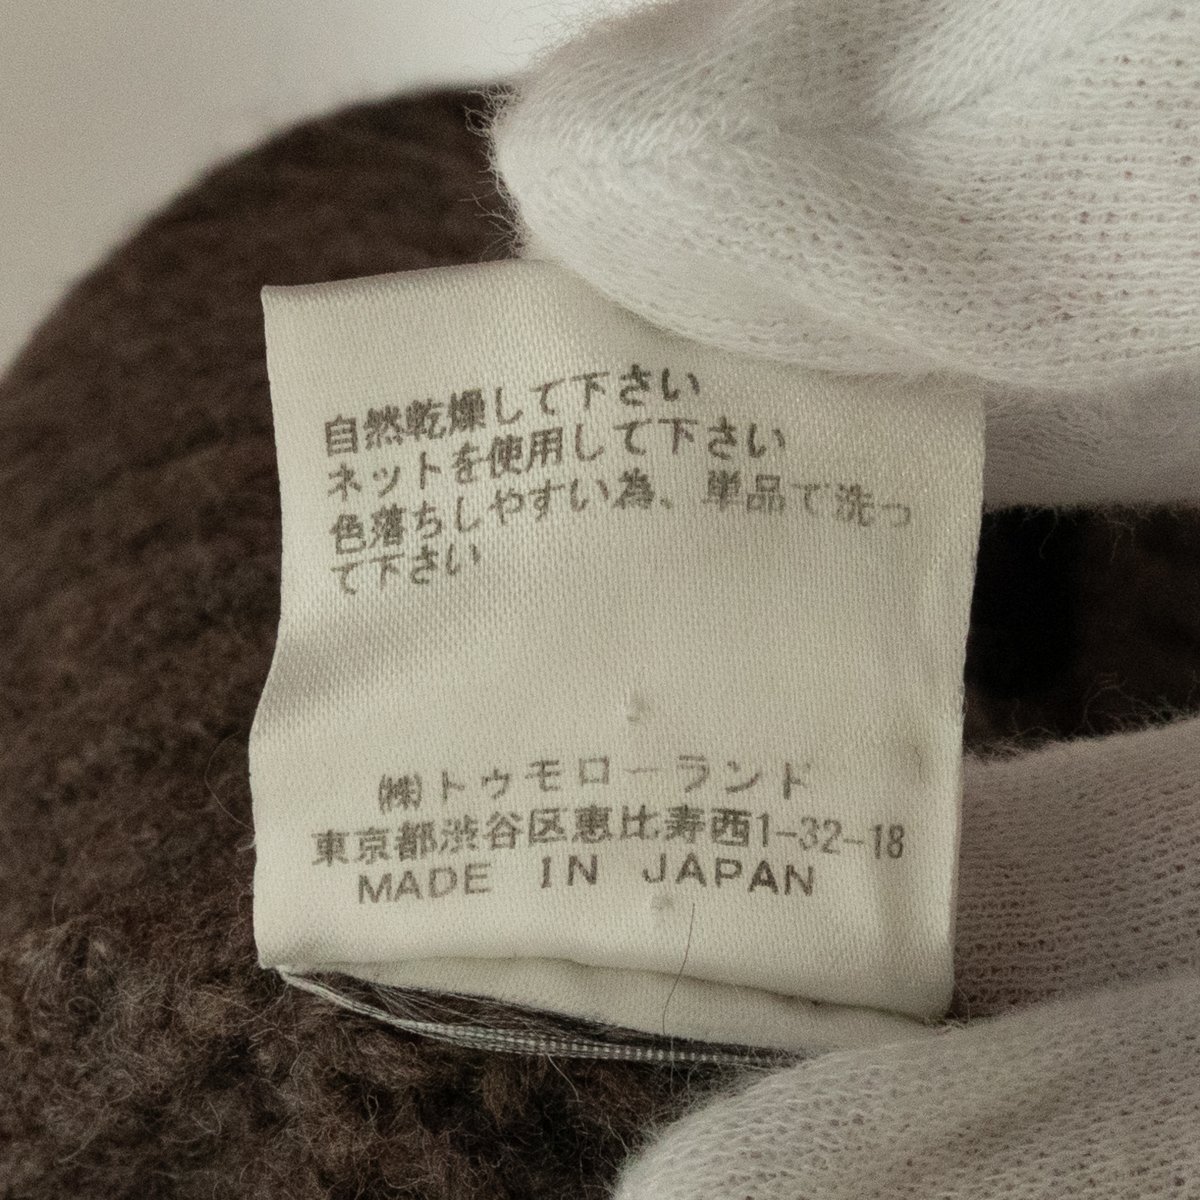 自然乾燥して下さい
ネットを使用して下さい
色落ちしやすい為、単品で洗っ
て下さい
㈱トゥモローランド
東京都渋谷区恵比寿西1-32-18
MADE IN JAPAN